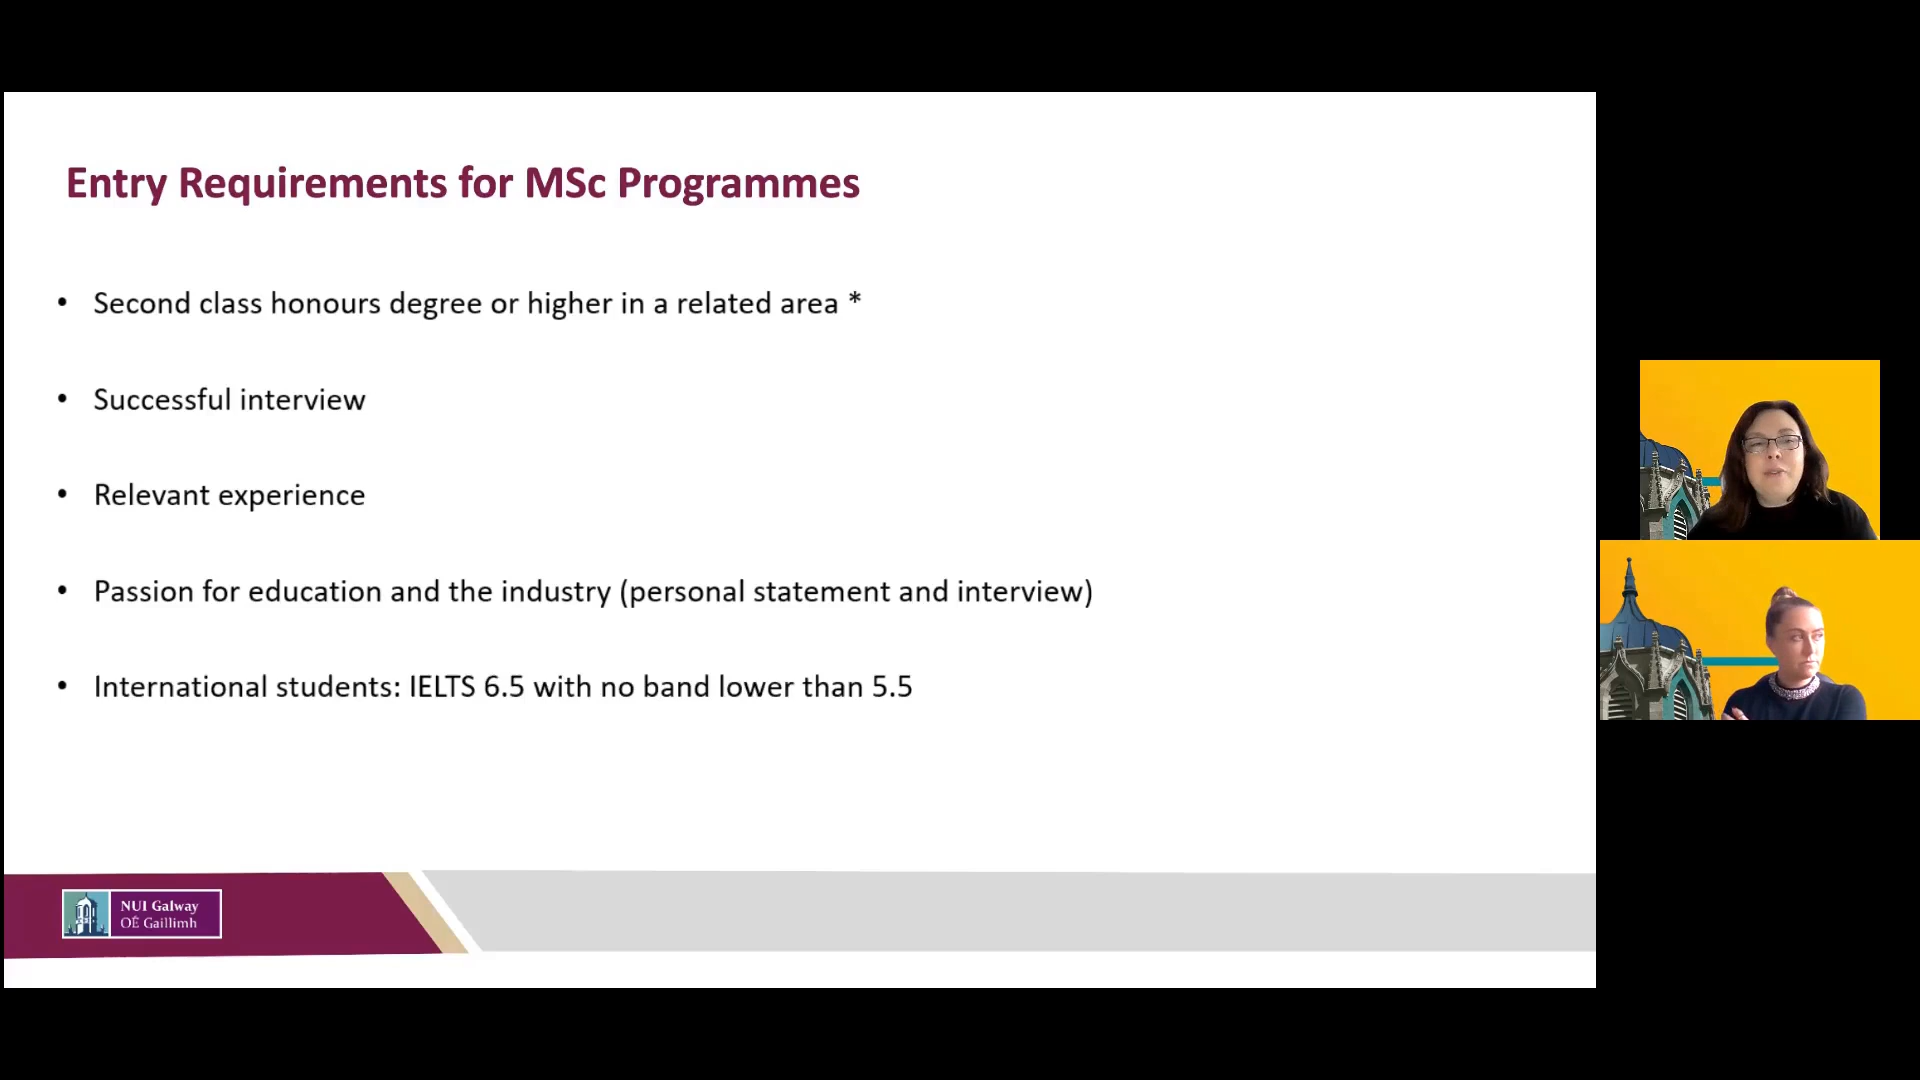 Entry Requirements for MSc Programmes
• Second class honours degree or higher in a related area *
• Successful interview
• Relevant experience
• Passion for education and the industry (personal statement and interview)
• International students: IELTS 6.5 with no band lower than 5.5
NUI Galway
OÉ Gaillimh